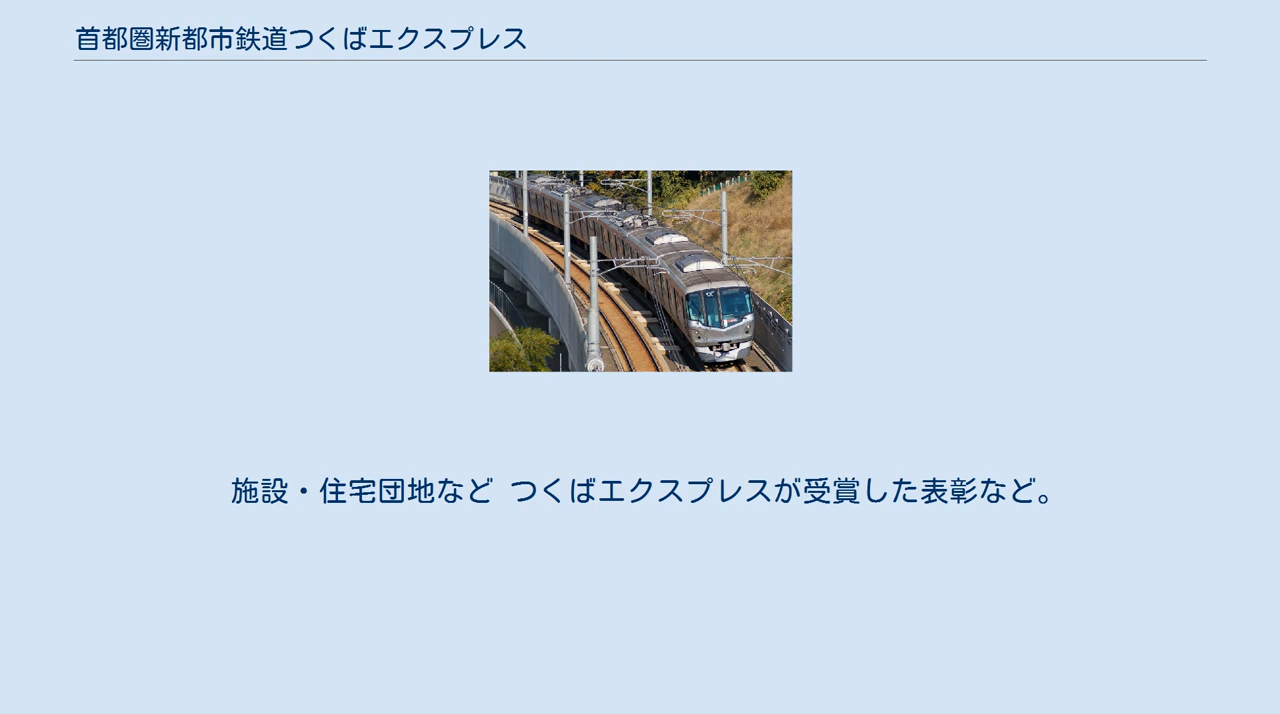 首都圏新都市鉄道つくばエクスプレス
施設・住宅団地など つくばエクスプレスが受賞した表彰など。